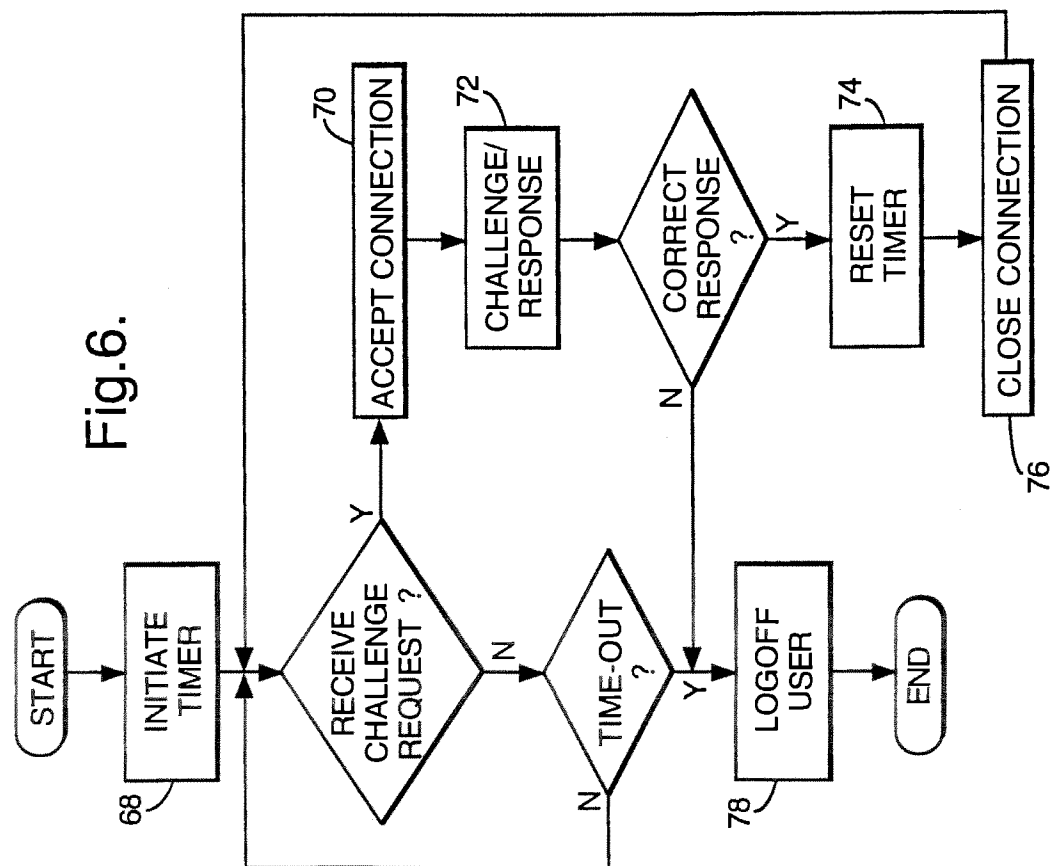 Fig.6.
START
INITIATE
TIMER
68
RECEIVE
CHALLENGE
REQUEST ?
Y
N
TIME-OUT
?
N
Y
LOGOFF
USER
78
END
70
ACCEPT CONNECTION
72
CHALLENGE/
RESPONSE
CORRECT
RESPONSE
?
N
Y
74
RESET
TIMER
CLOSE CONNECTION
76